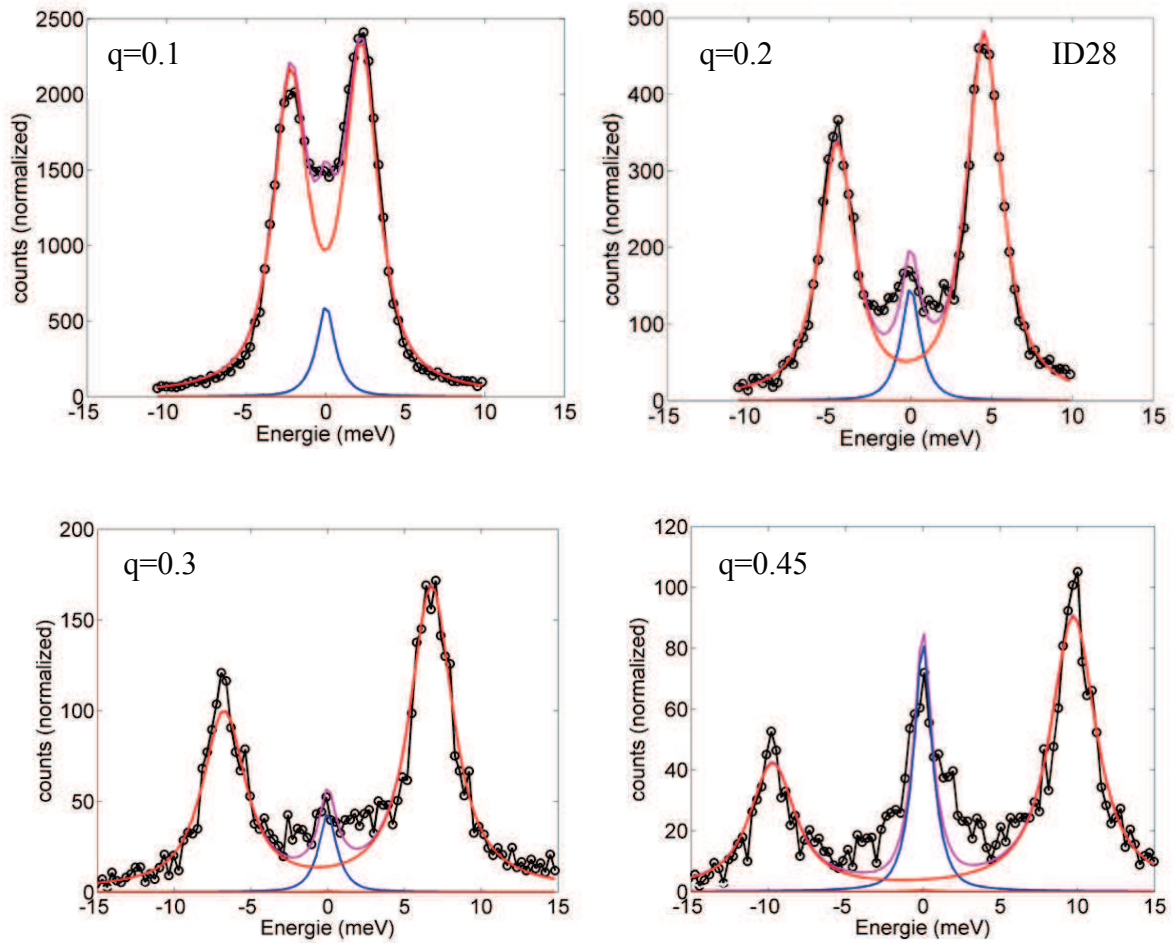 2500
q=0.1
2000
1500
1000
500
0
counts (normalized)
-15 -10 -5 0 5 10 15
Energie (meV)
500
q=0.2 ID28
400
300
200
100
0
counts (normalized)
-15 -10 -5 0 5 10 15
Energie (meV)
200
q=0.3
150
100
50
0
counts (normalized)
-15 -10 -5 0 5 10 15
Energie (meV)
120
q=0.45
100
80
60
40
20
0
counts (normalized)
-15 -10 -5 0 5 10 15
Energie (meV)